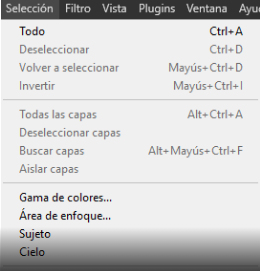 Selección Filtro Vista Plugins Ventana Ayu
Todo Ctrl+A
Deseleccionar Ctrl+D
Volver a seleccionar Mayús+Ctrl+D
Invertir Mayús+Ctrl+I
Todas las capas Alt+Ctrl+A
Deseleccionar capas
Buscar capas Alt+Mayús+Ctrl+F
Aislar capas
Gama de colores...
Área de enfoque...
Sujeto
Cielo